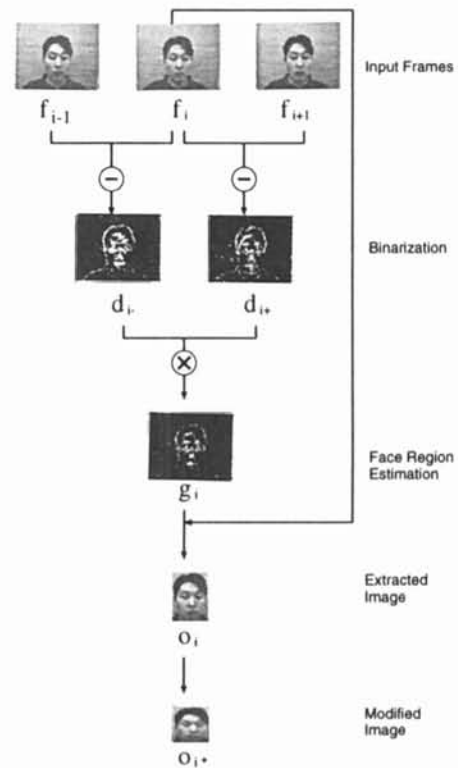 Input Frames
f i-1
f i
f i+1
−
−
Binarization
d i-
d i+
×
Face Region
Estimation
g i
Extracted
Image
o i
Modified
Image
o i+